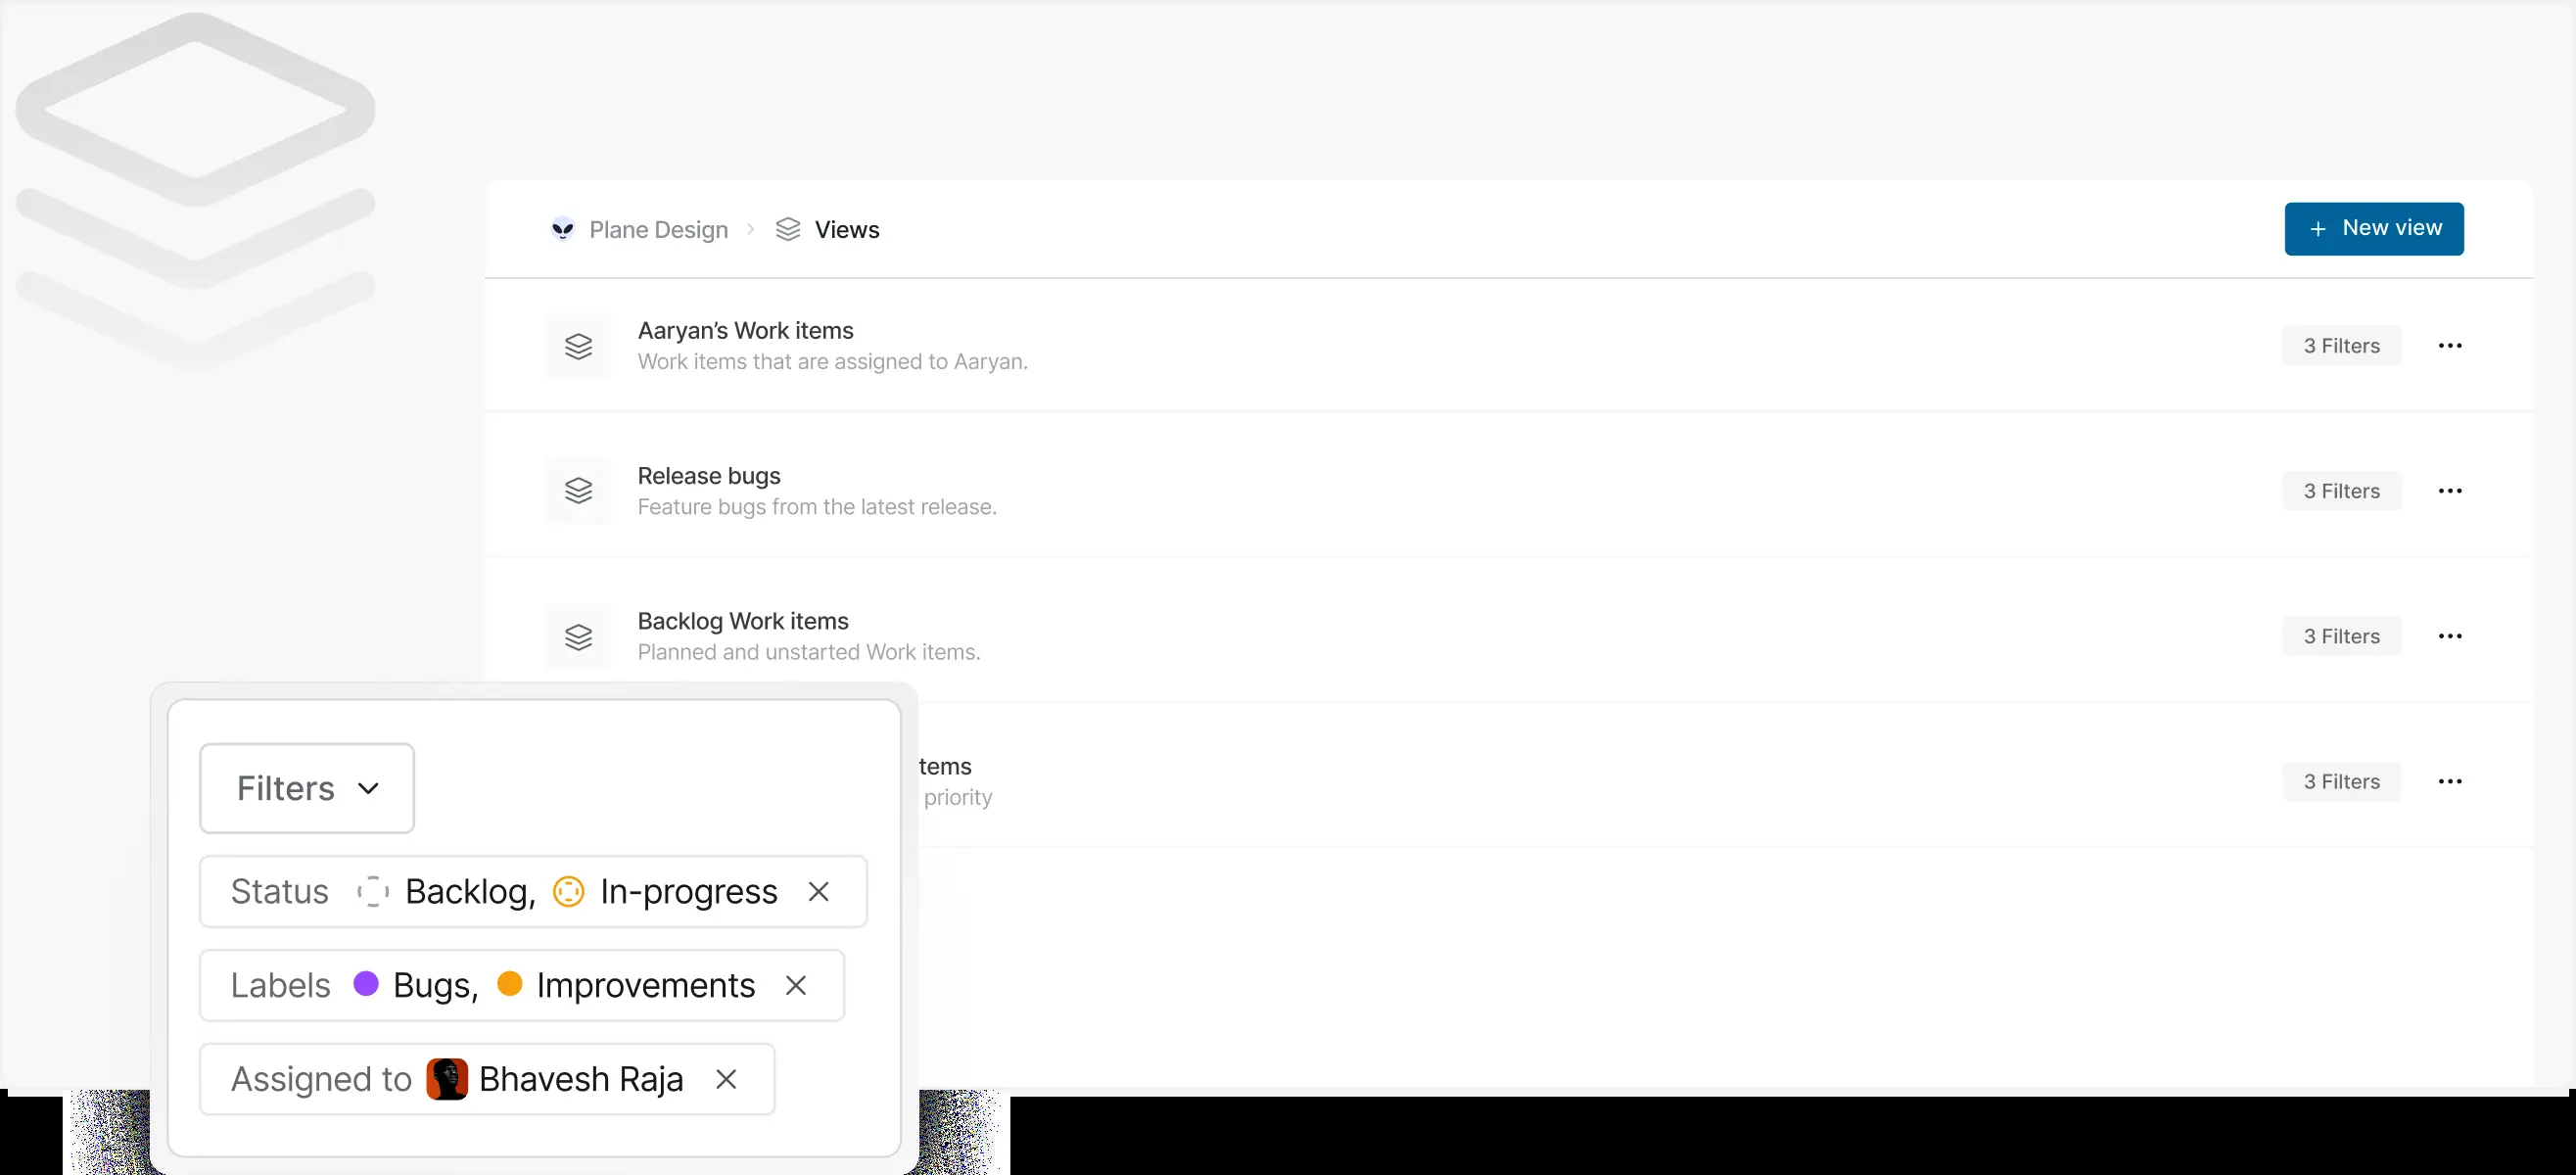 Plane Design Views
+ New view
Aaryan’s Work items
Work items that are assigned to Aaryan.
3 Filters
Release bugs
Feature bugs from the latest release.
3 Filters
Backlog Work items
Planned and unstarted Work items.
3 Filters
tems
priority
3 Filters
Filters
Status Backlog, In-progress
Labels Bugs, Improvements
Assigned to Bhavesh Raja